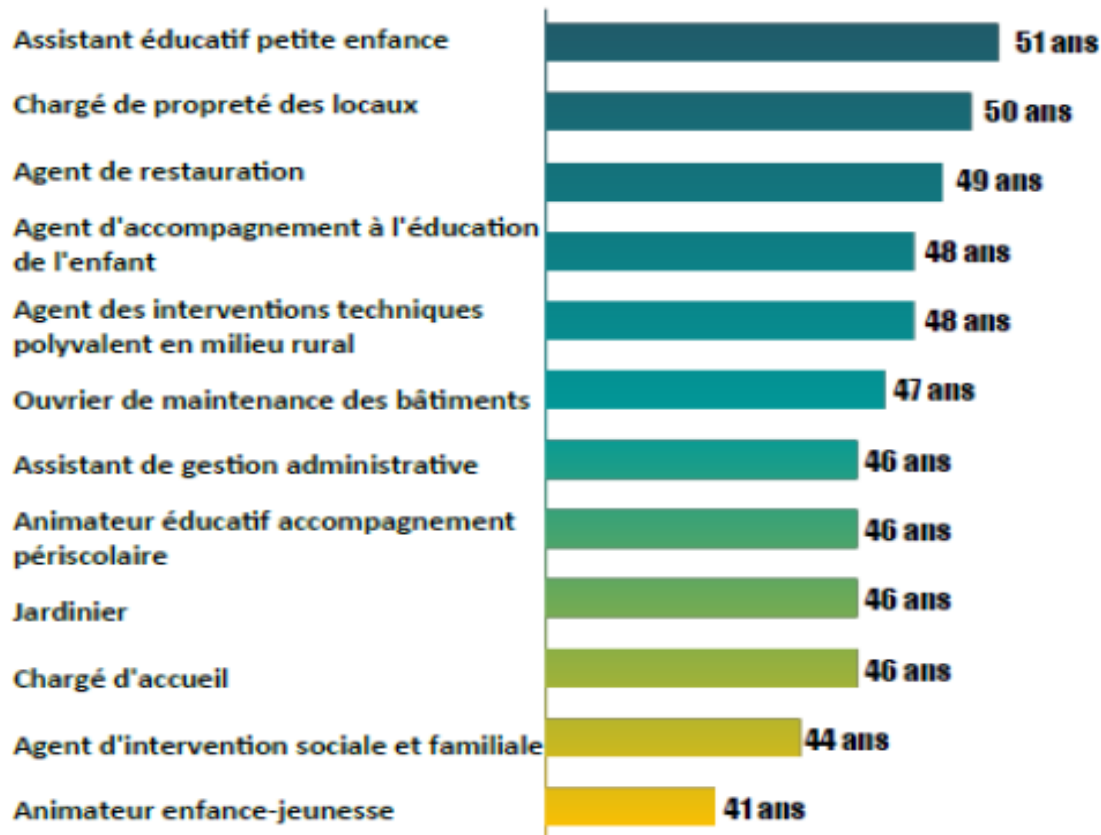 Assistant éducatif petite enfance
51 ans
Chargé de propreté des locaux
50 ans
Agent de restauration
49 ans
Agent d'accompagnement à l'éducation
de l'enfant
48 ans
Agent des interventions techniques
polyvalent en milieu rural
48 ans
Ouvrier de maintenance des bâtiments
47 ans
Assistant de gestion administrative
46 ans
Animateur éducatif accompagnement
périscolaire
46 ans
Jardinier
46 ans
Chargé d'accueil
46 ans
Agent d'intervention sociale et familiale
44 ans
Animateur enfance-jeunesse
41 ans